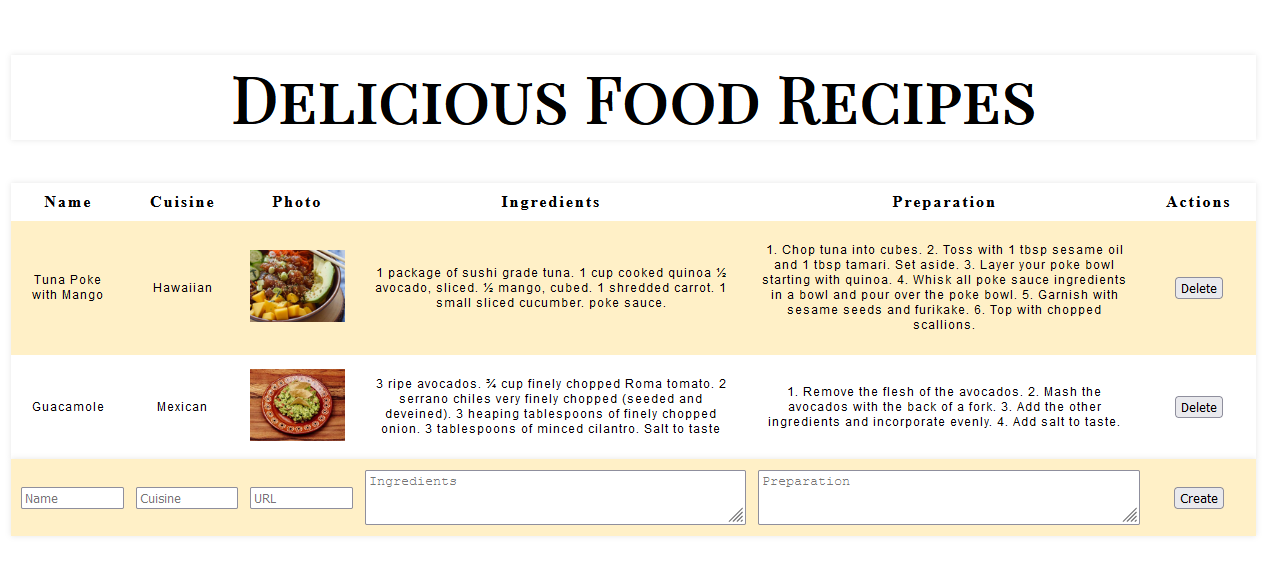 Delicious Food Recipes
Name Cuisine Photo Ingredients Preparation Actions
Tuna Poke
with Mango
Hawaiian
1 package of sushi grade tuna. 1 cup cooked quinoa ½
avocado, sliced. ½ mango, cubed. 1 shredded carrot. 1
small sliced cucumber. poke sauce.
1. Chop tuna into cubes. 2. Toss with 1 tbsp sesame oil
and 1 tbsp tamari. Set aside. 3. Layer your poke bowl
starting with quinoa. 4. Whisk all poke sauce ingredients
in a bowl and pour over the poke bowl. 5. Garnish with
sesame seeds and furikake. 6. Top with chopped
scallions.
Delete
Guacamole
Mexican
3 ripe avocados. ¾ cup finely chopped Roma tomato. 2
serrano chiles very finely chopped (seeded and
deveined). 3 heaping tablespoons of finely chopped
onion. 3 tablespoons of minced cilantro. Salt to taste
1. Remove the flesh of the avocados. 2. Mash the
avocados with the back of a fork. 3. Add the other
ingredients and incorporate evenly. 4. Add salt to taste.
Delete
Name Cuisine URL Ingredients Preparation Create